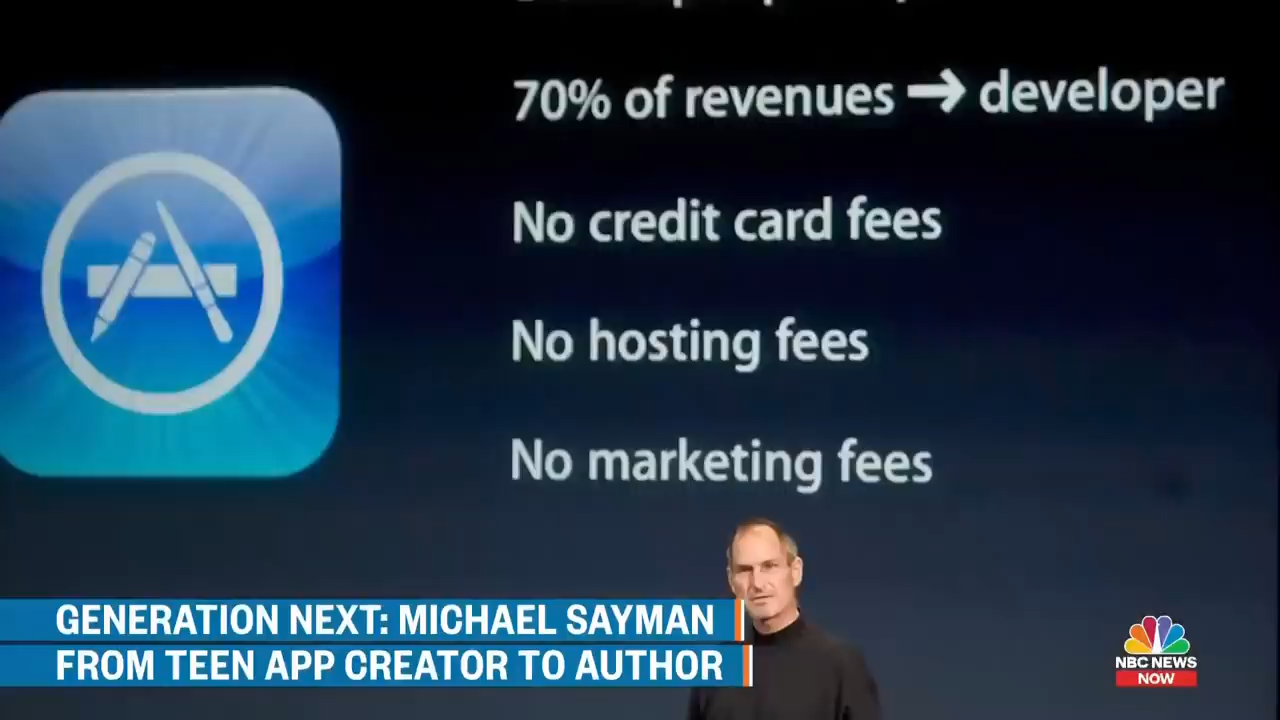 70% of revenues → developer
No credit card fees
No hosting fees
No marketing fees
GENERATION NEXT: MICHAEL SAYMAN
FROM TEEN APP CREATOR TO AUTHOR
NBC NEWS
NOW